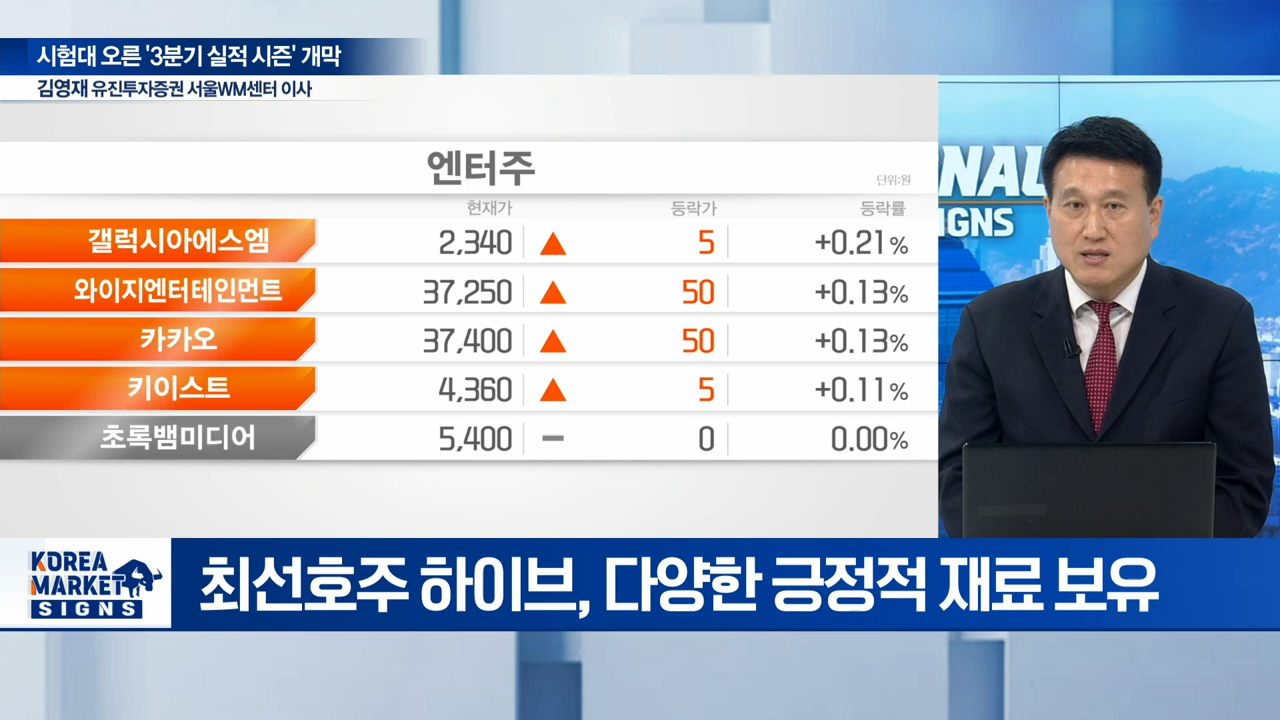 시험대 오른 '3분기 실적 시즌' 개막
김영재 유진투자증권 서울WM센터 이사
엔터주
단위:원
현재가 등락가 등락률
갤럭시아에스엠 2,340 ▲ 5 +0.21%
와이지엔터테인먼트 37,250 ▲ 50 +0.13%
카카오 37,400 ▲ 50 +0.13%
키이스트 4,360 ▲ 5 +0.11%
초록뱀미디어 5,400 - 0 0.00%
NAL
IGNS
KOREA
MARKET
SIGNS
최선호주 하이브, 다양한 긍정적 재료 보유